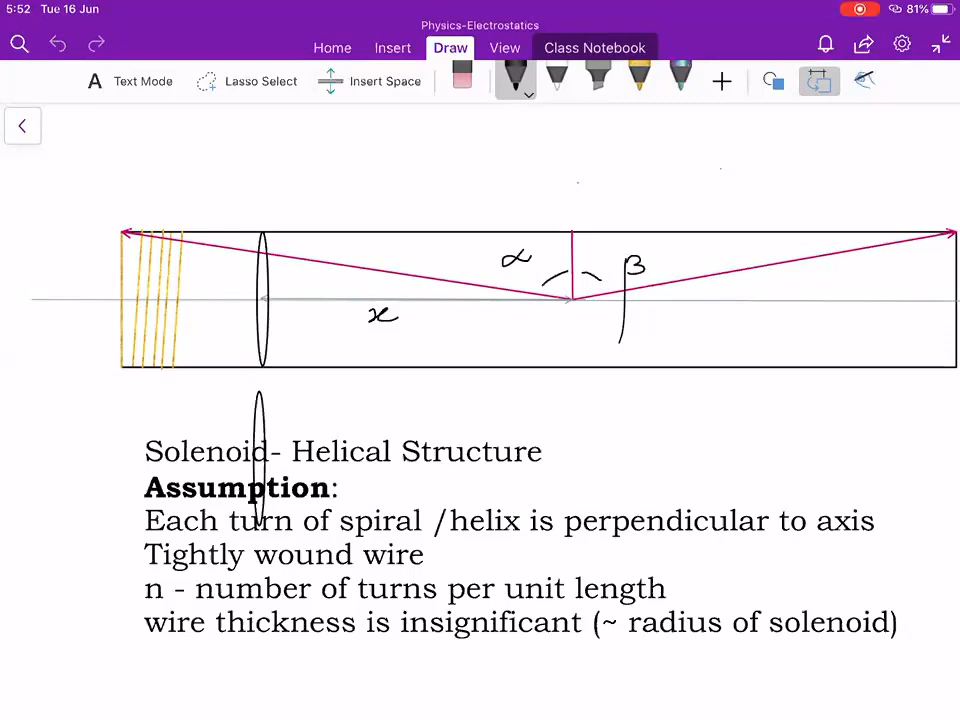 5:52 Tue 16 Jun
81%
Physics-Electrostatics
Home Insert Draw View Class Notebook
A Text Mode Lasso Select Insert Space
α β
x
Solenoid- Helical Structure
Assumption:
Each turn of spiral /helix is perpendicular to axis
Tightly wound wire
n - number of turns per unit length
wire thickness is insignificant (~ radius of solenoid)